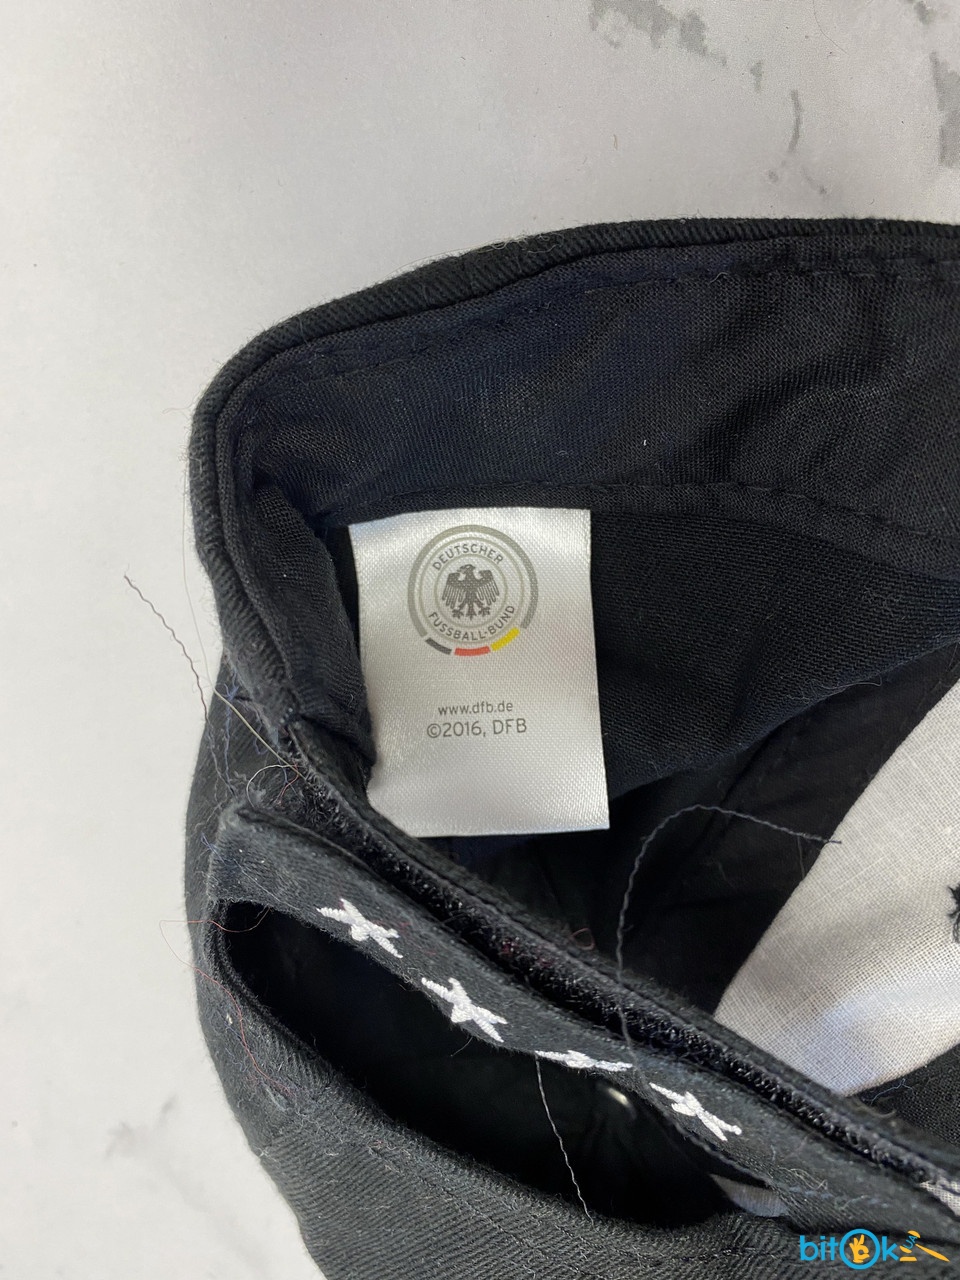 DEUTSCHER
FUSSBALL-BUND
www.dfb.de
©2016, DFB
bitOk